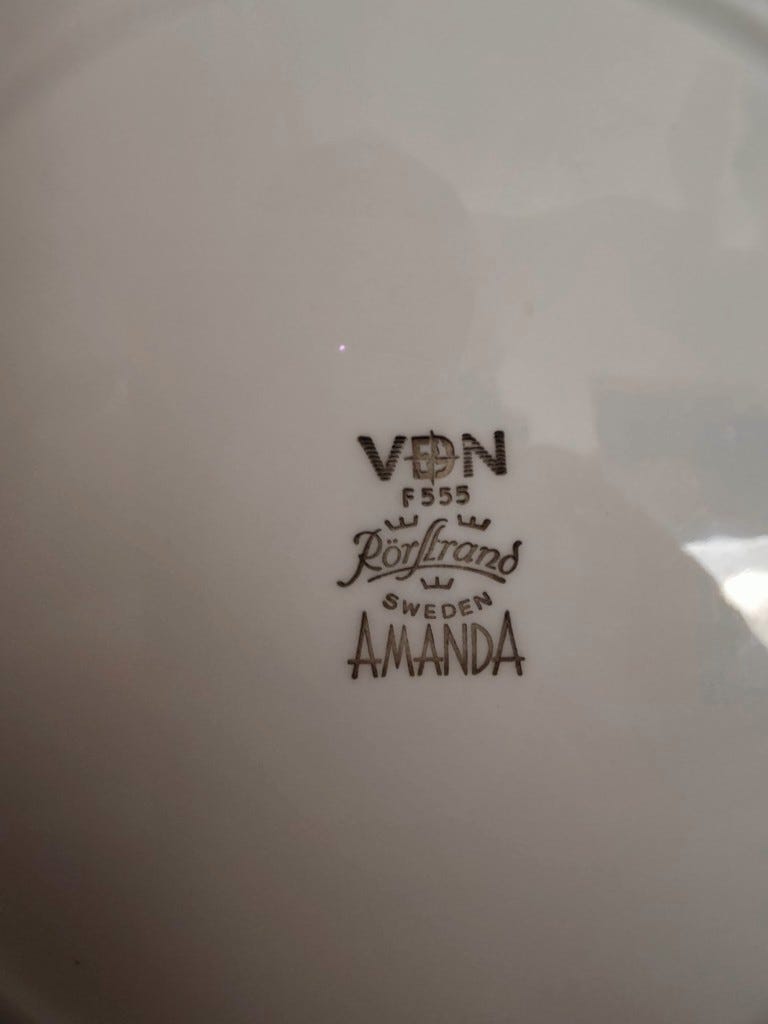 VDN
F555
Rörstrand
SWEDEN
AMANDA